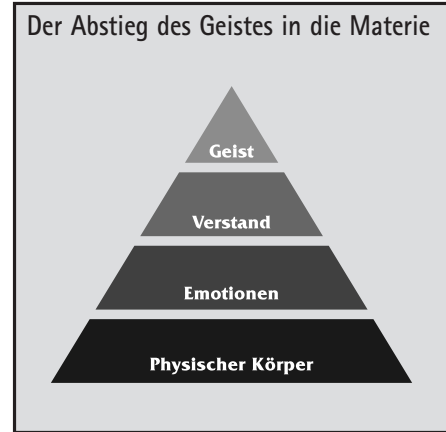 Der Abstieg des Geistes in die Materie
Geist
Verstand
Emotionen
Physischer Körper